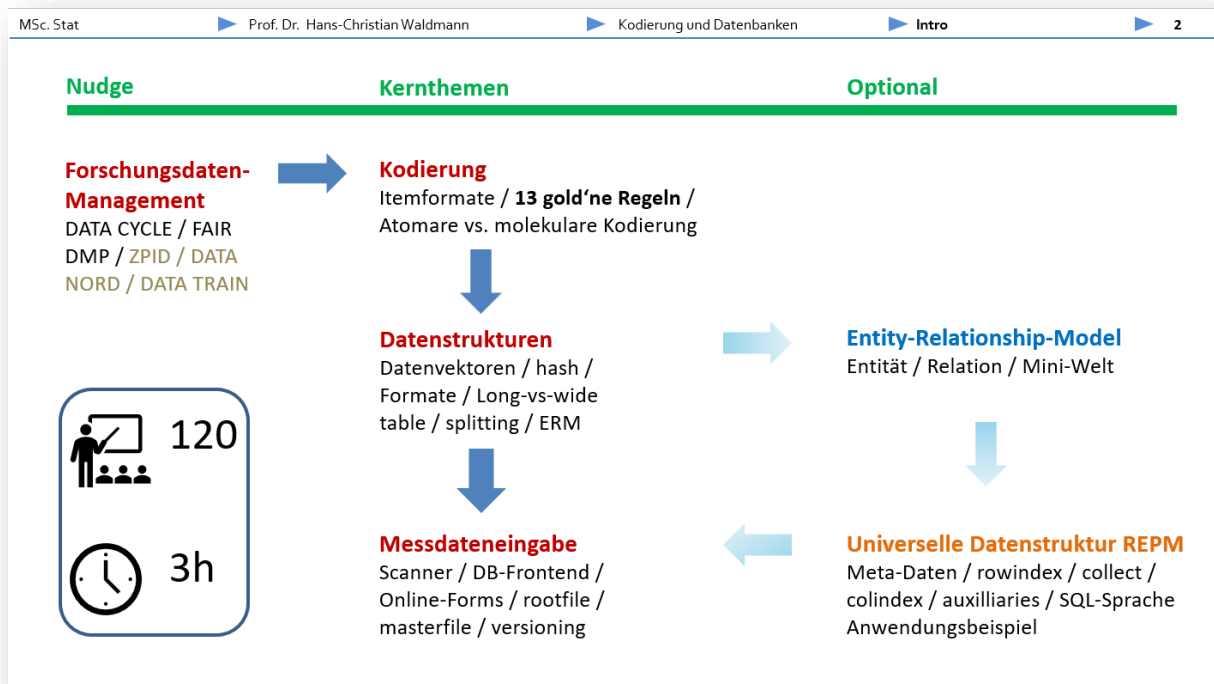 MSc. Stat
Prof. Dr. Hans-Christian Waldmann
Kodierung und Datenbanken
Intro
2
Nudge
Kernthemen
Optional
Forschungsdaten-
Management
DATA CYCLE / FAIR
DMP / ZPID / DATA
NORD / DATA TRAIN
Kodierung
Itemformate / 13 gold‘ne Regeln /
Atomare vs. molekulare Kodierung
Datenstrukturen
Datenvektoren / hash /
Formate / Long-vs-wide
table / splitting / ERM
Entity-Relationship-Model
Entität / Relation / Mini-Welt
120
3h
Messdateneingabe
Scanner / DB-Frontend /
Online-Forms / rootfile /
masterfile / versioning
Universelle Datenstruktur REPM
Meta-Daten / rowindex / collect /
colindex / auxilliaries / SQL-Sprache
Anwendungsbeispiel